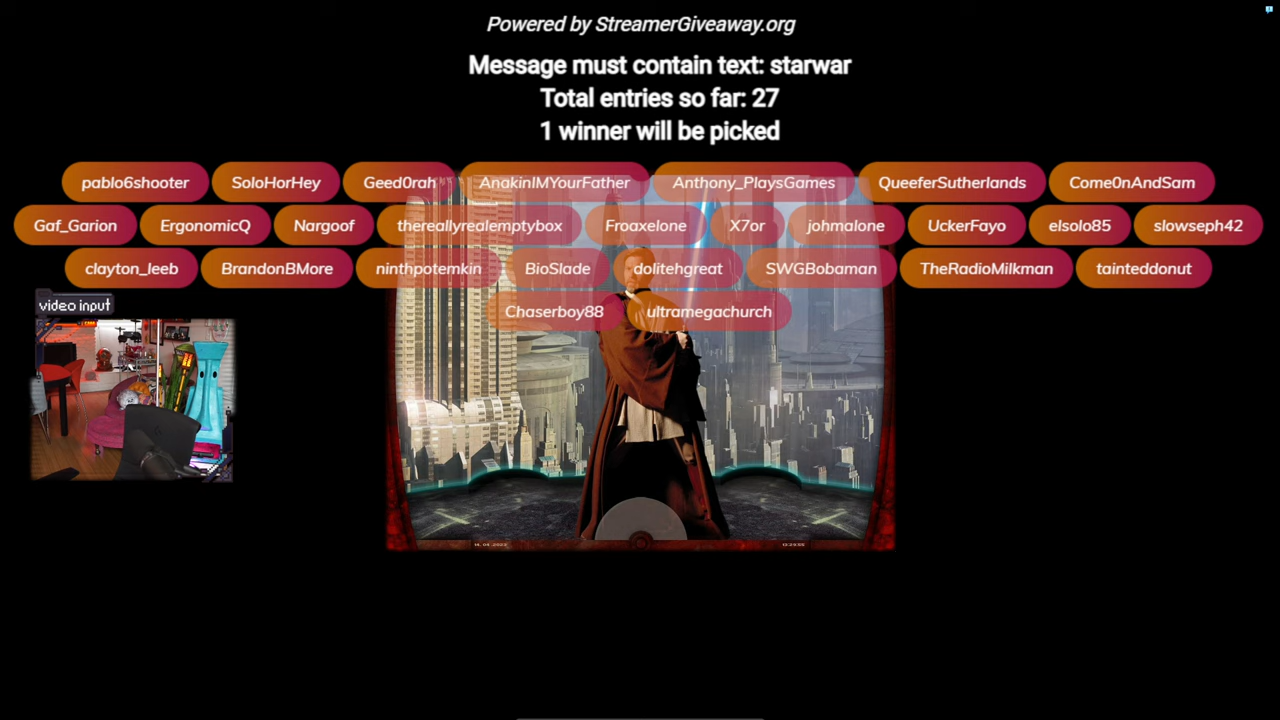 Powered by StreamerGiveaway.org
Message must contain text: starwar
Total entries so far: 27
1 winner will be picked
pablo6shooter SoloHorHey Geed0rah AnakinIMYourFather Anthony_PlaysGames QueeferSutherlands Come0nAndSam
Gaf_Garion ErgonomicQ Nargoof thereallyrealemptybox Froaxelone X7or johmalone UckerFayo elsolo85 slowseph42
clayton_leeb BrandonBMore ninthpotemkin BioSlade dolitehgreat SWGBobaman TheRadioMilkman tainteddonut
Chaserboy88 ultramegachurch
video input